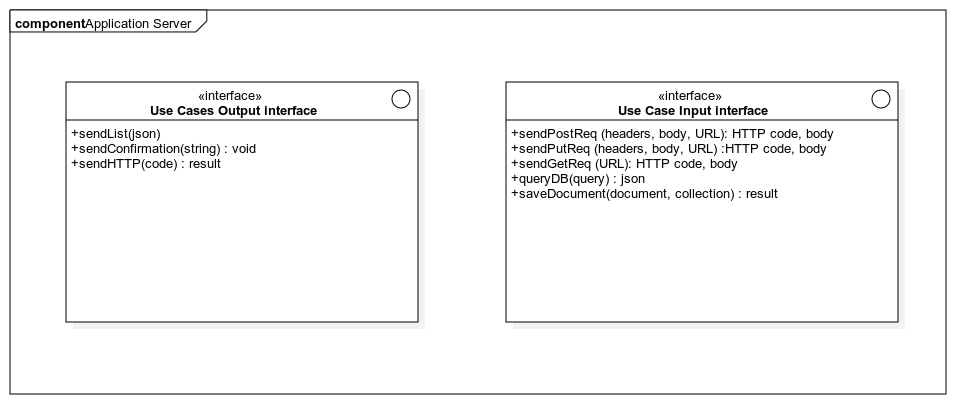 componentApplication Server
«interface»
Use Cases Output interface
+sendList(json)
+sendConfirmation(string) : void
+sendHTTP(code) : result
«interface»
Use Case Input interface
+sendPostReq (headers, body, URL): HTTP code, body
+sendPutReq (headers, body, URL) :HTTP code, body
+sendGetReq (URL): HTTP code, body
+queryDB(query) : json
+saveDocument(document, collection) : result